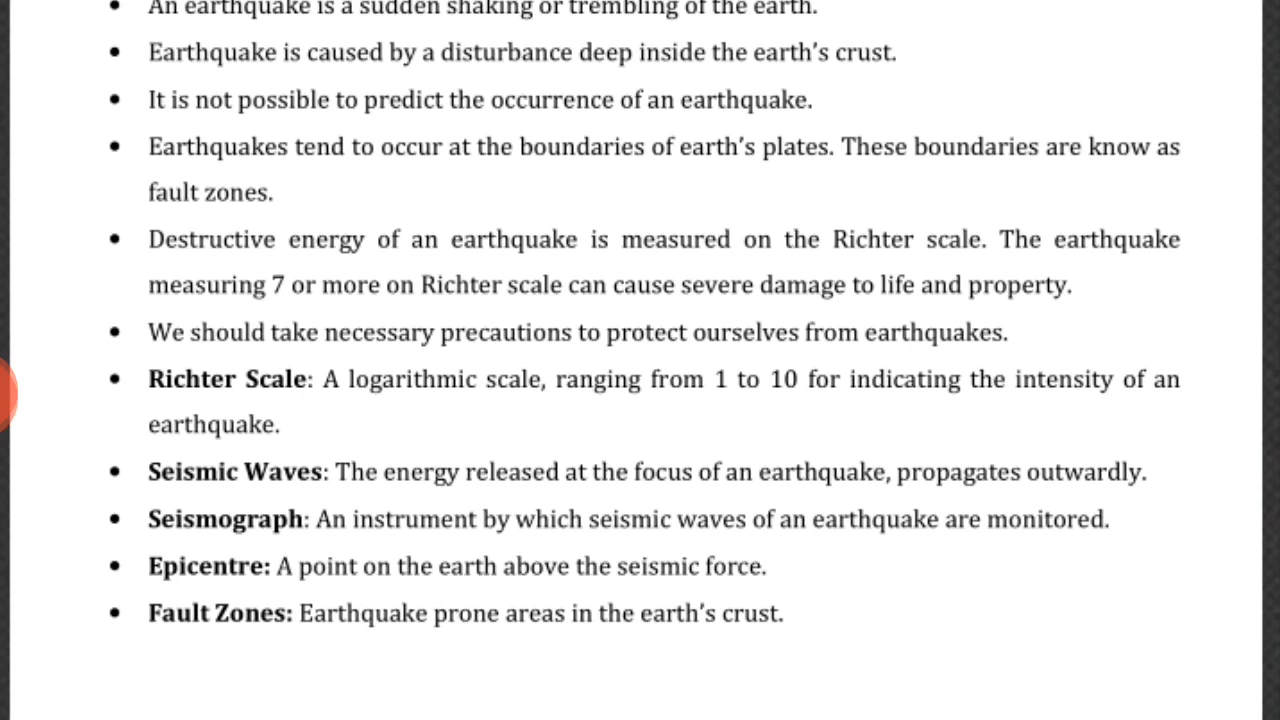 • An earthquake is a sudden shaking or trembling of the earth.
• Earthquake is caused by a disturbance deep inside the earth’s crust.
• It is not possible to predict the occurrence of an earthquake.
• Earthquakes tend to occur at the boundaries of earth’s plates. These boundaries are know as
fault zones.
• Destructive energy of an earthquake is measured on the Richter scale. The earthquake
measuring 7 or more on Richter scale can cause severe damage to life and property.
• We should take necessary precautions to protect ourselves from earthquakes.
• Richter Scale: A logarithmic scale, ranging from 1 to 10 for indicating the intensity of an
earthquake.
• Seismic Waves: The energy released at the focus of an earthquake, propagates outwardly.
• Seismograph: An instrument by which seismic waves of an earthquake are monitored.
• Epicentre: A point on the earth above the seismic force.
• Fault Zones: Earthquake prone areas in the earth’s crust.